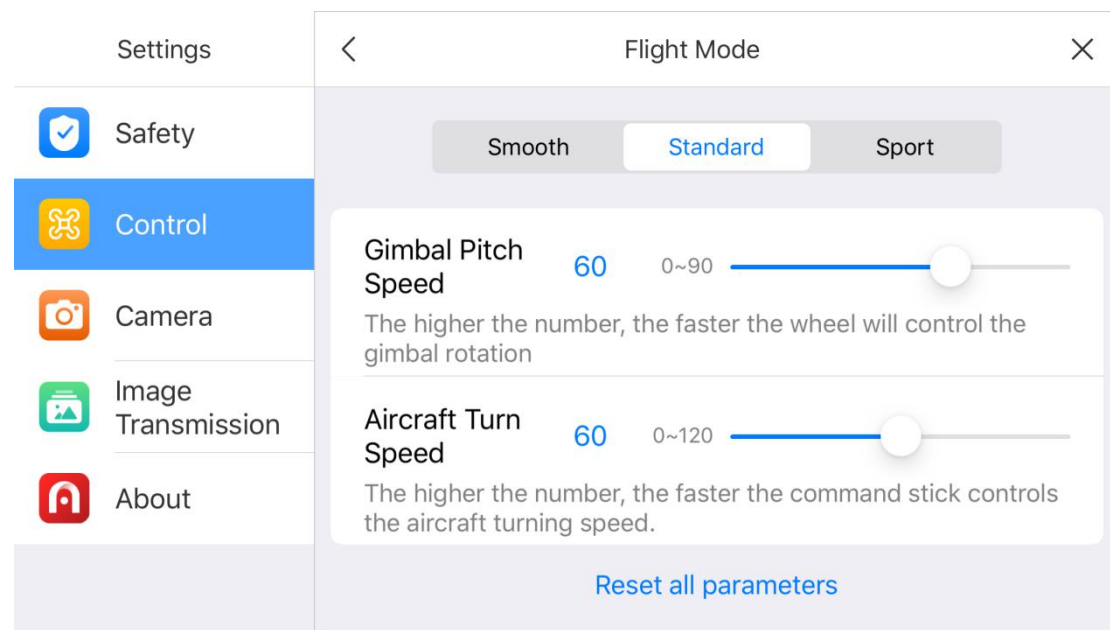 Settings
Safety
Control
Camera
Image
Transmission
About
Flight Mode
Smooth
Standard
Sport
Gimbal Pitch
Speed
60
0~90
The higher the number, the faster the wheel will control the
gimbal rotation
Aircraft Turn
Speed
60
0~120
The higher the number, the faster the command stick controls
the aircraft turning speed.
Reset all parameters